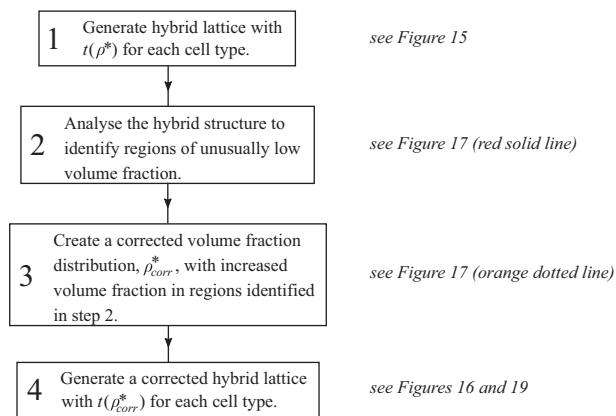 1 Generate hybrid lattice with
t(ρ*) for each cell type.
see Figure 15
2 Analyse the hybrid structure to
identify regions of unusually low
volume fraction.
see Figure 17 (red solid line)
3 Create a corrected volume fraction
distribution, ρ*corr, with increased
volume fraction in regions identified
in step 2.
see Figure 17 (orange dotted line)
4 Generate a corrected hybrid lattice
with t(ρ*corr) for each cell type.
see Figures 16 and 19